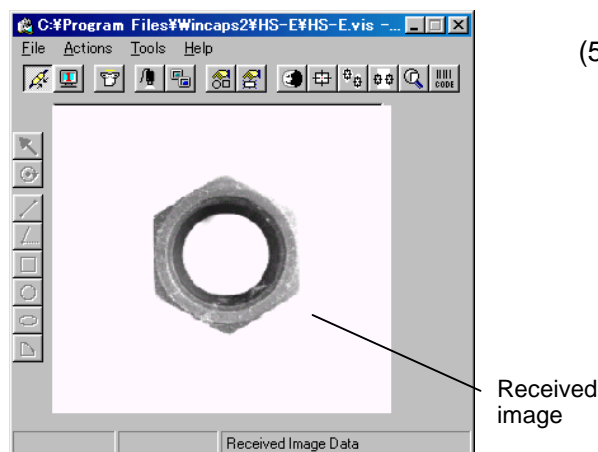 C:¥Program Files¥Wincaps2¥HS-E¥HS-E.vis -...
File Actions Tools Help
CODE
(5
Received
image
Received Image Data